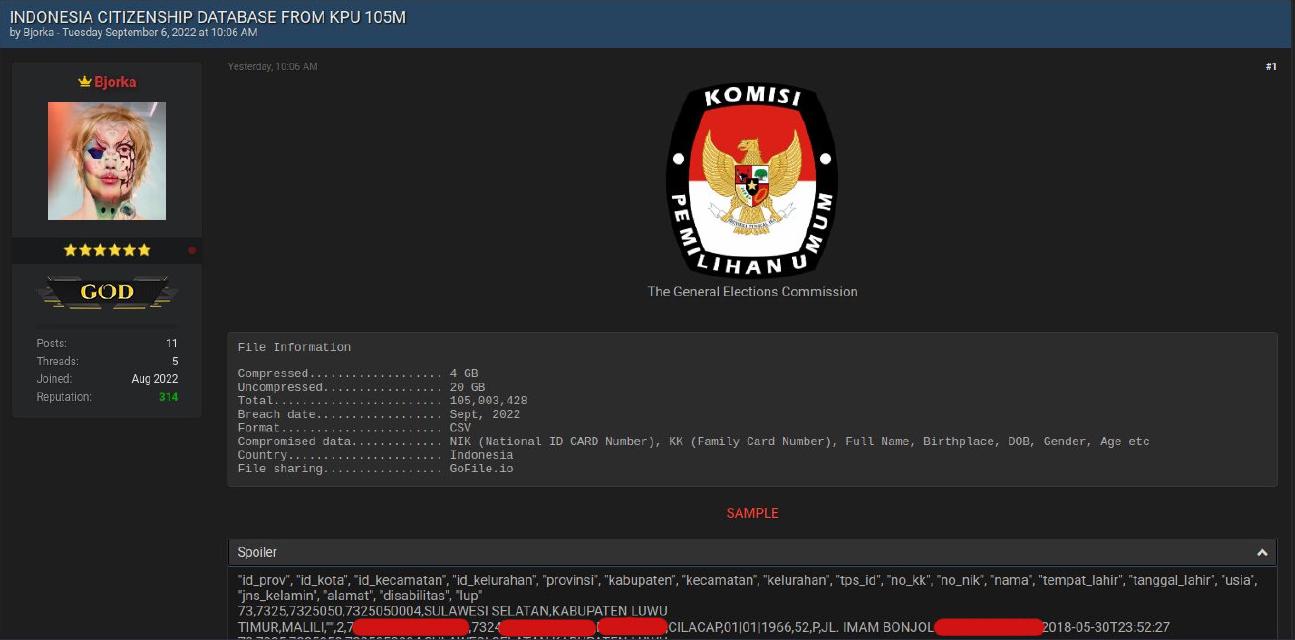 INDONESIA CITIZENSHIP DATABASE FROM KPU 105M
by Bjorka - Tuesday September 6, 2022 at 10:06 AM
Yesterday, 10:06 AM
#1
Bjorka
GOD
Posts: 11
Threads: 5
Joined: Aug 2022
Reputation: 314
KOMISI
PEMILIHAN UMUM
The General Elections Commission
File Information
Compressed................... 4 GB
Uncompressed................. 20 GB
Total........................ 105,003,428
Breach date.................. Sept, 2022
Format....................... CSV
Compromised data............. NIK (National ID CARD Number), KK (Family Card Number), Full Name, Birthplace, DOB, Gender, Age etc
Country...................... Indonesia
File sharing................. GoFile.io
SAMPLE
Spoiler
"id_prov", "id_kota", "id_kecamatan", "id_kelurahan", "provinsi", "kabupaten", "kecamatan", "kelurahan", "tps_id", "no_kk", "no_nik", "nama", "tempat_lahir", "tanggal_lahir", "usia",
"jns_kelamin", "alamat", "disabilitas", "lup"
73,7325,7325050,7325050004,SULAWESI SELATAN,KABUPATEN LUWU
TIMUR,MALILI,"",2,7 ,7324 ,CILACAP,01|01|1966,52,P,JL. IMAM BONJOL 2018-05-30T23:52:27